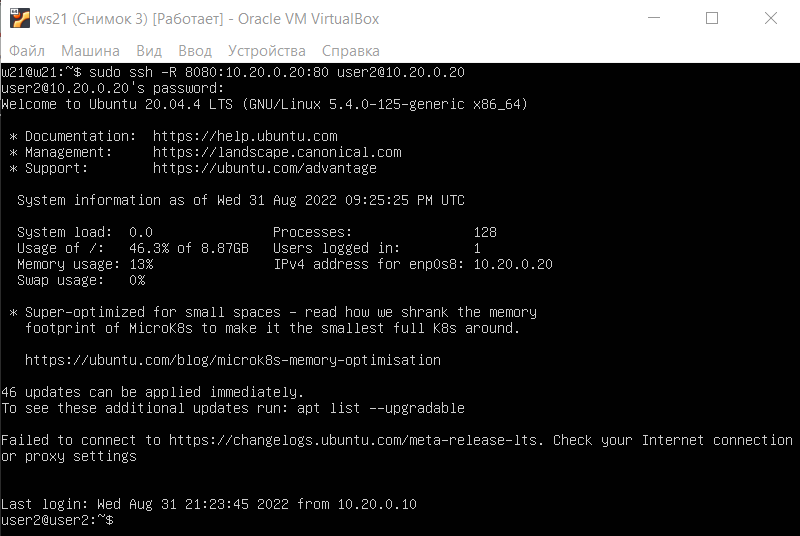 ws21 (Снимок 3) [Работает] - Oracle VM VirtualBox
Файл Машина Вид Ввод Устройства Справка
w21@w21:~$ sudo ssh -R 8080:10.20.0.20:80 user2@10.20.0.20
user2@10.20.0.20's password:
Welcome to Ubuntu 20.04.4 LTS (GNU/Linux 5.4.0-125-generic x86_64)
* Documentation:  https://help.ubuntu.com
* Management:     https://landscape.canonical.com
* Support:        https://ubuntu.com/advantage
System information as of Wed 31 Aug 2022 09:25:25 PM UTC
System load:  0.0               Processes:               128
Usage of /:   46.3% of 8.87GB   Users logged in:         1
Memory usage: 13%               IPv4 address for enp0s8: 10.20.0.20
Swap usage:   0%
* Super-optimized for small spaces - read how we shrank the memory
footprint of MicroK8s to make it the smallest full K8s around.
https://ubuntu.com/blog/microk8s-memory-optimisation
46 updates can be applied immediately.
To see these additional updates run: apt list --upgradable
Failed to connect to https://changelogs.ubuntu.com/meta-release-lts. Check your Internet connection
or proxy settings
Last login: Wed Aug 31 21:23:45 2022 from 10.20.0.10
user2@user2:~$